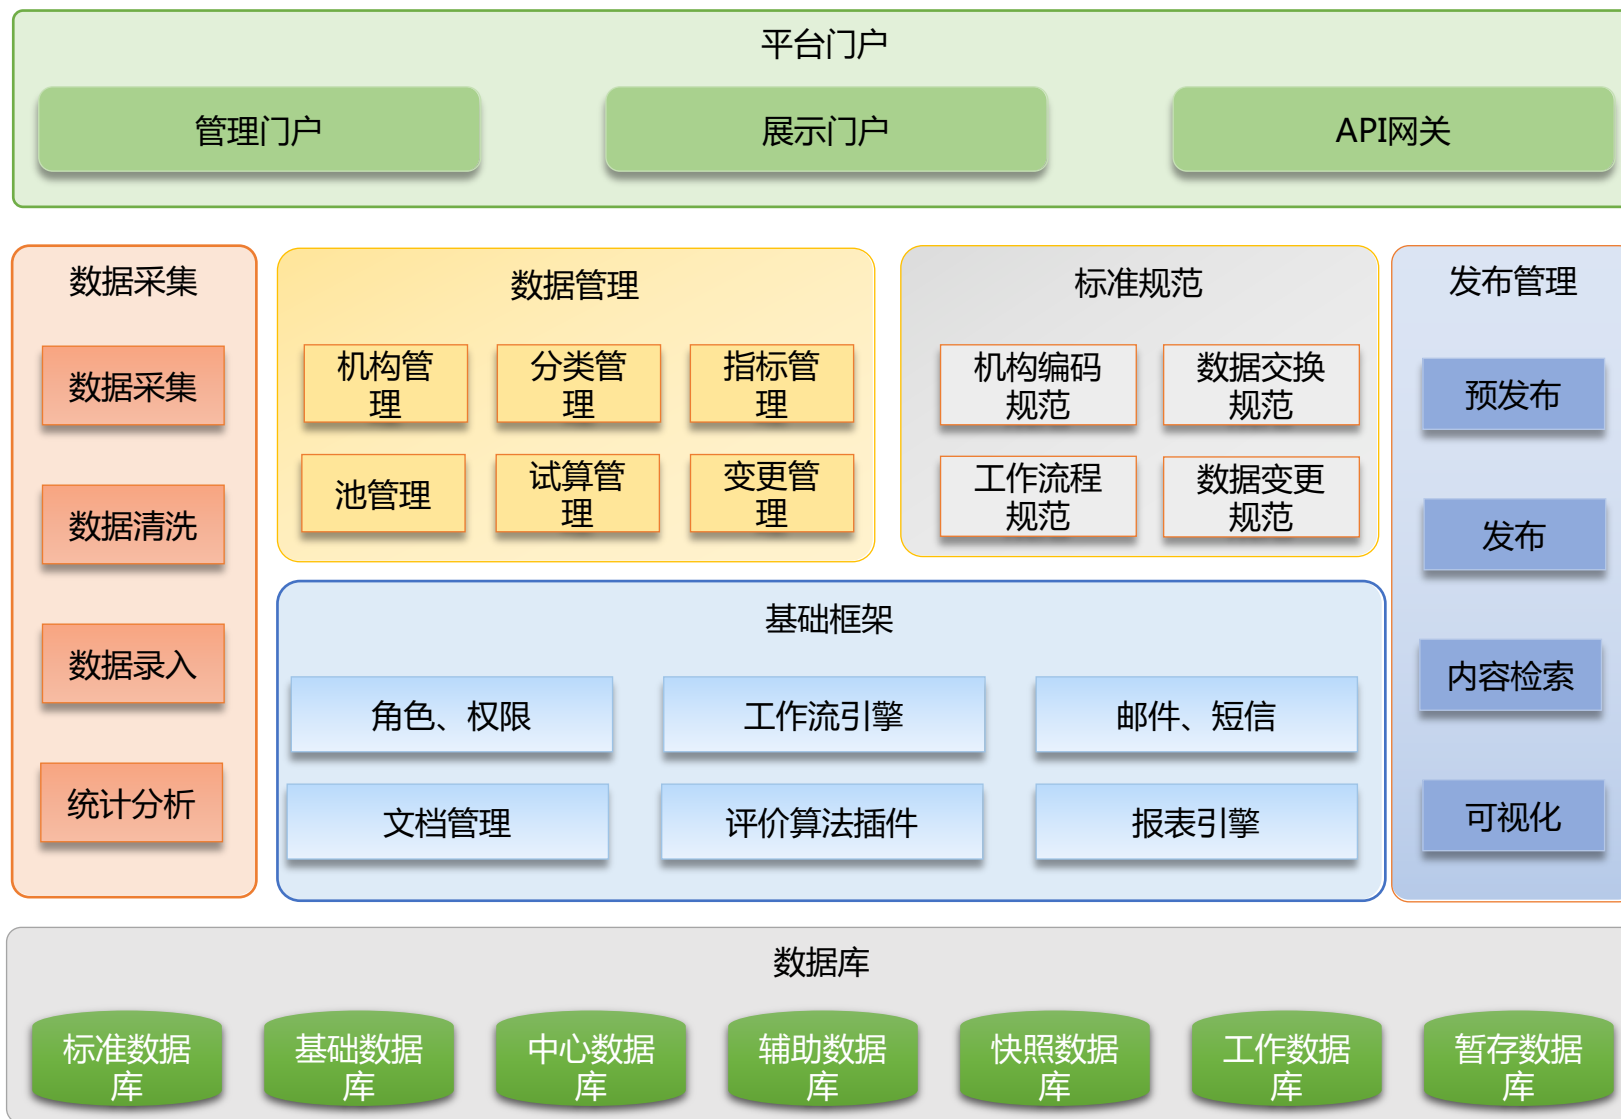 平台门户
管理门户
展示门户
API网关
数据采集
数据采集
数据清洗
数据录入
统计分析
数据管理
机构管
理
分类管
理
指标管
理
池管理
试算管
理
变更管
理
标准规范
机构编码
规范
数据交换
规范
工作流程
规范
数据变更
规范
发布管理
预发布
发布
内容检索
可视化
基础框架
角色、权限
工作流引擎
邮件、短信
文档管理
评价算法插件
报表引擎
数据库
标准数据
库
基础数据
库
中心数据
库
辅助数据
库
快照数据
库
工作数据
库
暂存数据
库